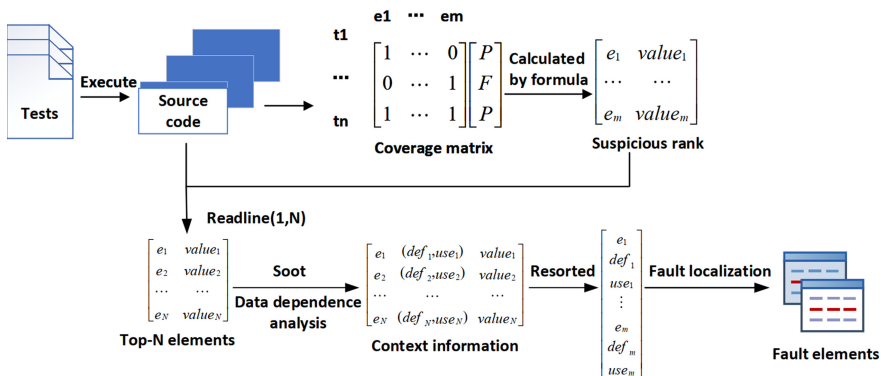 e1 ... em
t1
...
tn
1 ... 0 P
0 1 F
1 ... 1 P
Coverage matrix
Tests
Execute
Source
code
Calculated
by formula
e1 value1
... ...
em valuem
Suspicious rank
Readline(1,N)
e1 value1
e2 value2
... ...
eN valueN
Top-N elements
Soot
Data dependence
analysis
e1 (def1,use1) value1
e2 (def2,use2) value2
... ... ...
eN (defN,useN) valueN
Context information
Resorted
e1
def1
use1
⋮
em
defm
usem
Fault localization
Fault elements